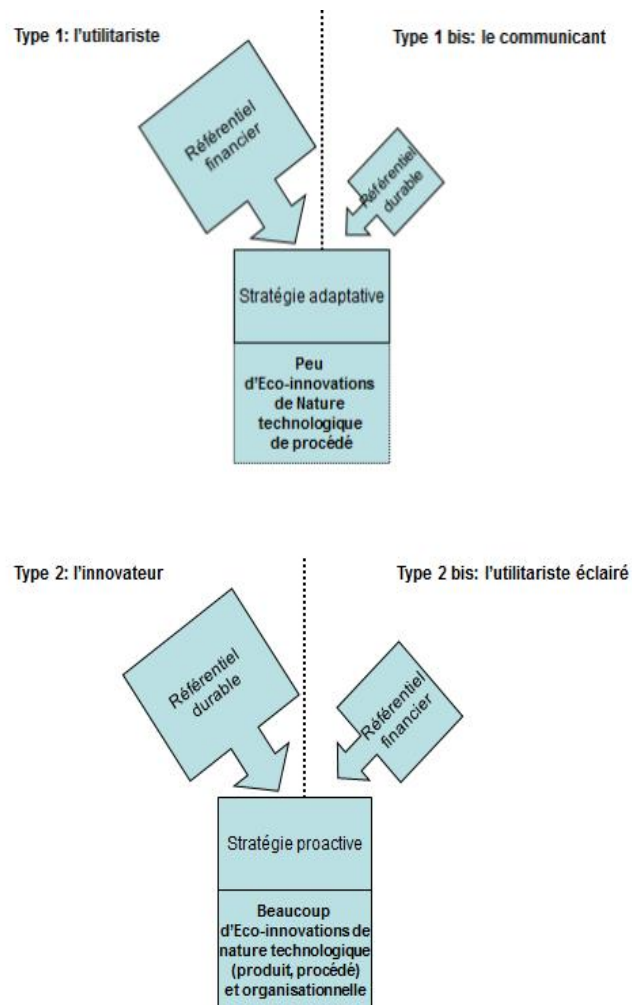 Type 1: l'utilitariste
Type 1 bis: le communicant
Référentiel
financier
Référentiel
durable
Stratégie adaptative
Peu
d'Eco-innovations
de Nature
technologique
de procédé
Type 2: l'innovateur
Type 2 bis: l'utilitariste éclairé
Référentiel
durable
Référentiel
financier
Stratégie proactive
Beaucoup
d'Eco-innovations de
nature technologique
(produit, procédé)
et organisationnelle